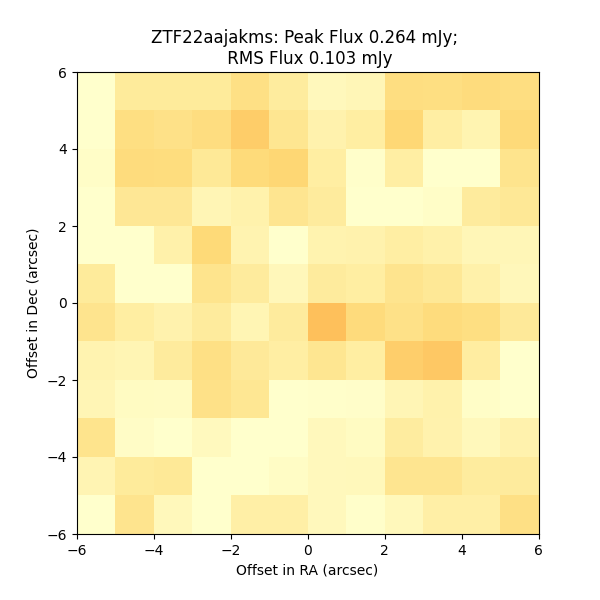 ZTF22aajakms: Peak Flux 0.264 mJy;
RMS Flux 0.103 mJy
6
4
2
0
−2
−4
−6
Offset in Dec (arcsec)
−6 −4 −2 0 2 4 6
Offset in RA (arcsec)